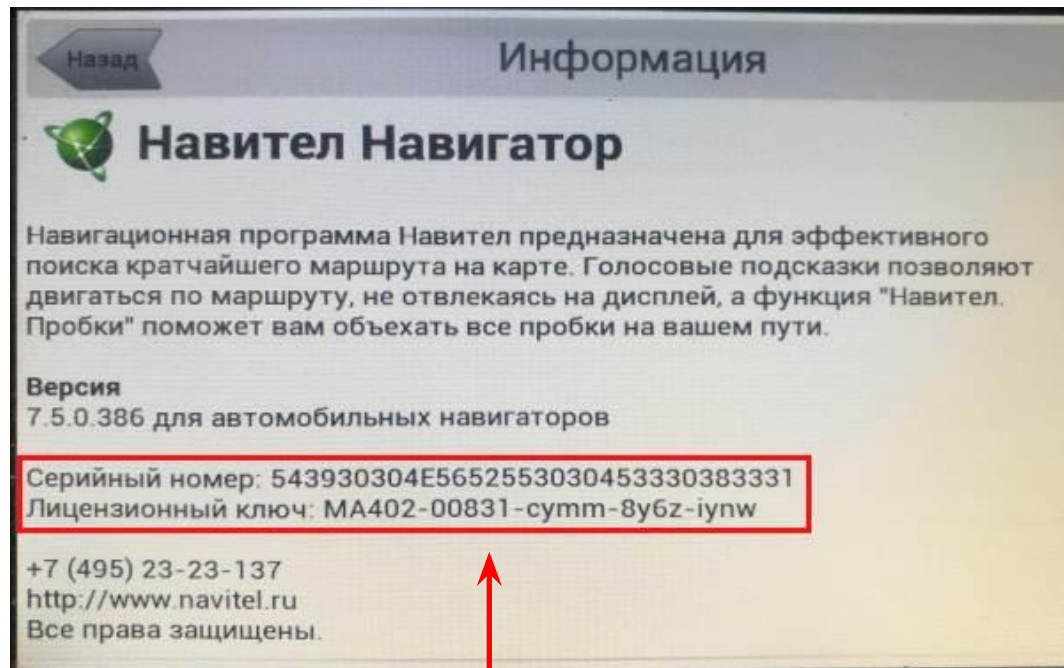 Назад
Информация
Навител Навигатор
Навигационная программа Навител предназначена для эффективного
поиска кратчайшего маршрута на карте. Голосовые подсказки позволяют
двигаться по маршруту, не отвлекаясь на дисплей, а функция "Навител.
Пробки" поможет вам объехать все пробки на вашем пути.
Версия
7.5.0.386 для автомобильных навигаторов
Серийный номер: 543930304E56525530304533303833​31
Лицензионный ключ: MA402-00831-cymm-8y6z-iynw
+7 (495) 23-23-137
http://www.navitel.ru
Все права защищены.